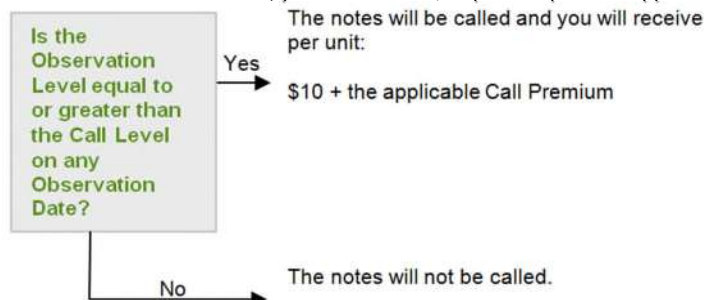 The notes will be called and you will receive
per unit:
Is the
Observation
Level equal to
or greater than
the Call Level
on any
Observation
Date?
Yes
$10 + the applicable Call Premium
No
The notes will not be called.